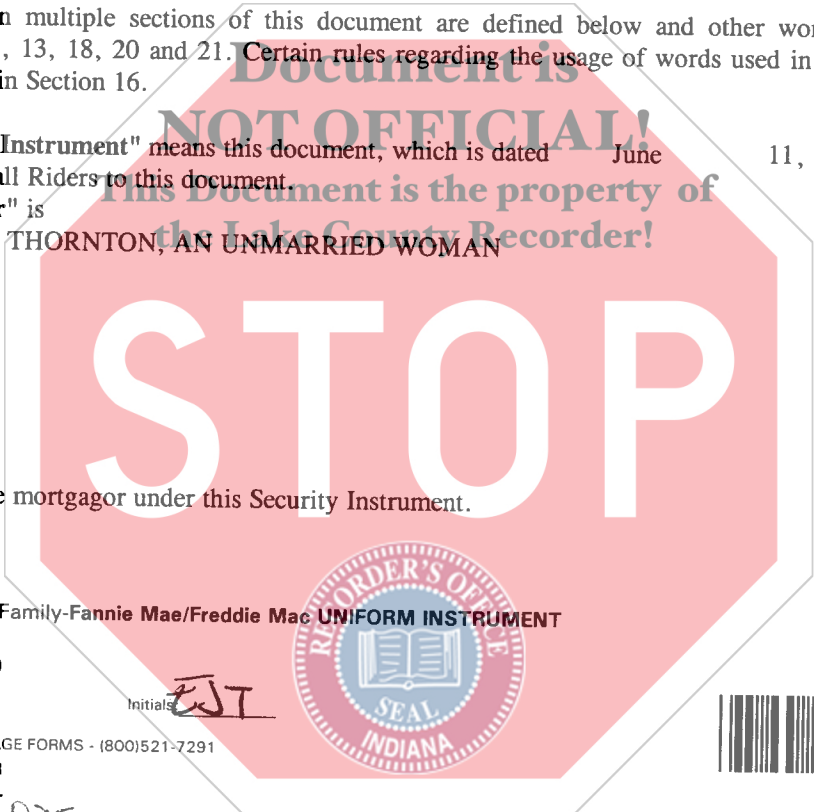 n multiple sections of this document are defined below and other wor
, 13, 18, 20 and 21. Certain rules regarding the usage of words used in
in Section 16.
Document is
NOT OFFICIAL!
Instrument" means this document, which is dated June 11,
all Riders to this document.
This Document is the property of
r" is
the Lake County Recorder!
THORNTON, AN UNMARRIED WOMAN
STOP
e mortgagor under this Security Instrument.
RECORDER'S OFFICE
Family-Fannie Mae/Freddie Mac UNIFORM INSTRUMENT
SEAL
INDIANA
Initials: EJT
GE FORMS - (800)521-7291